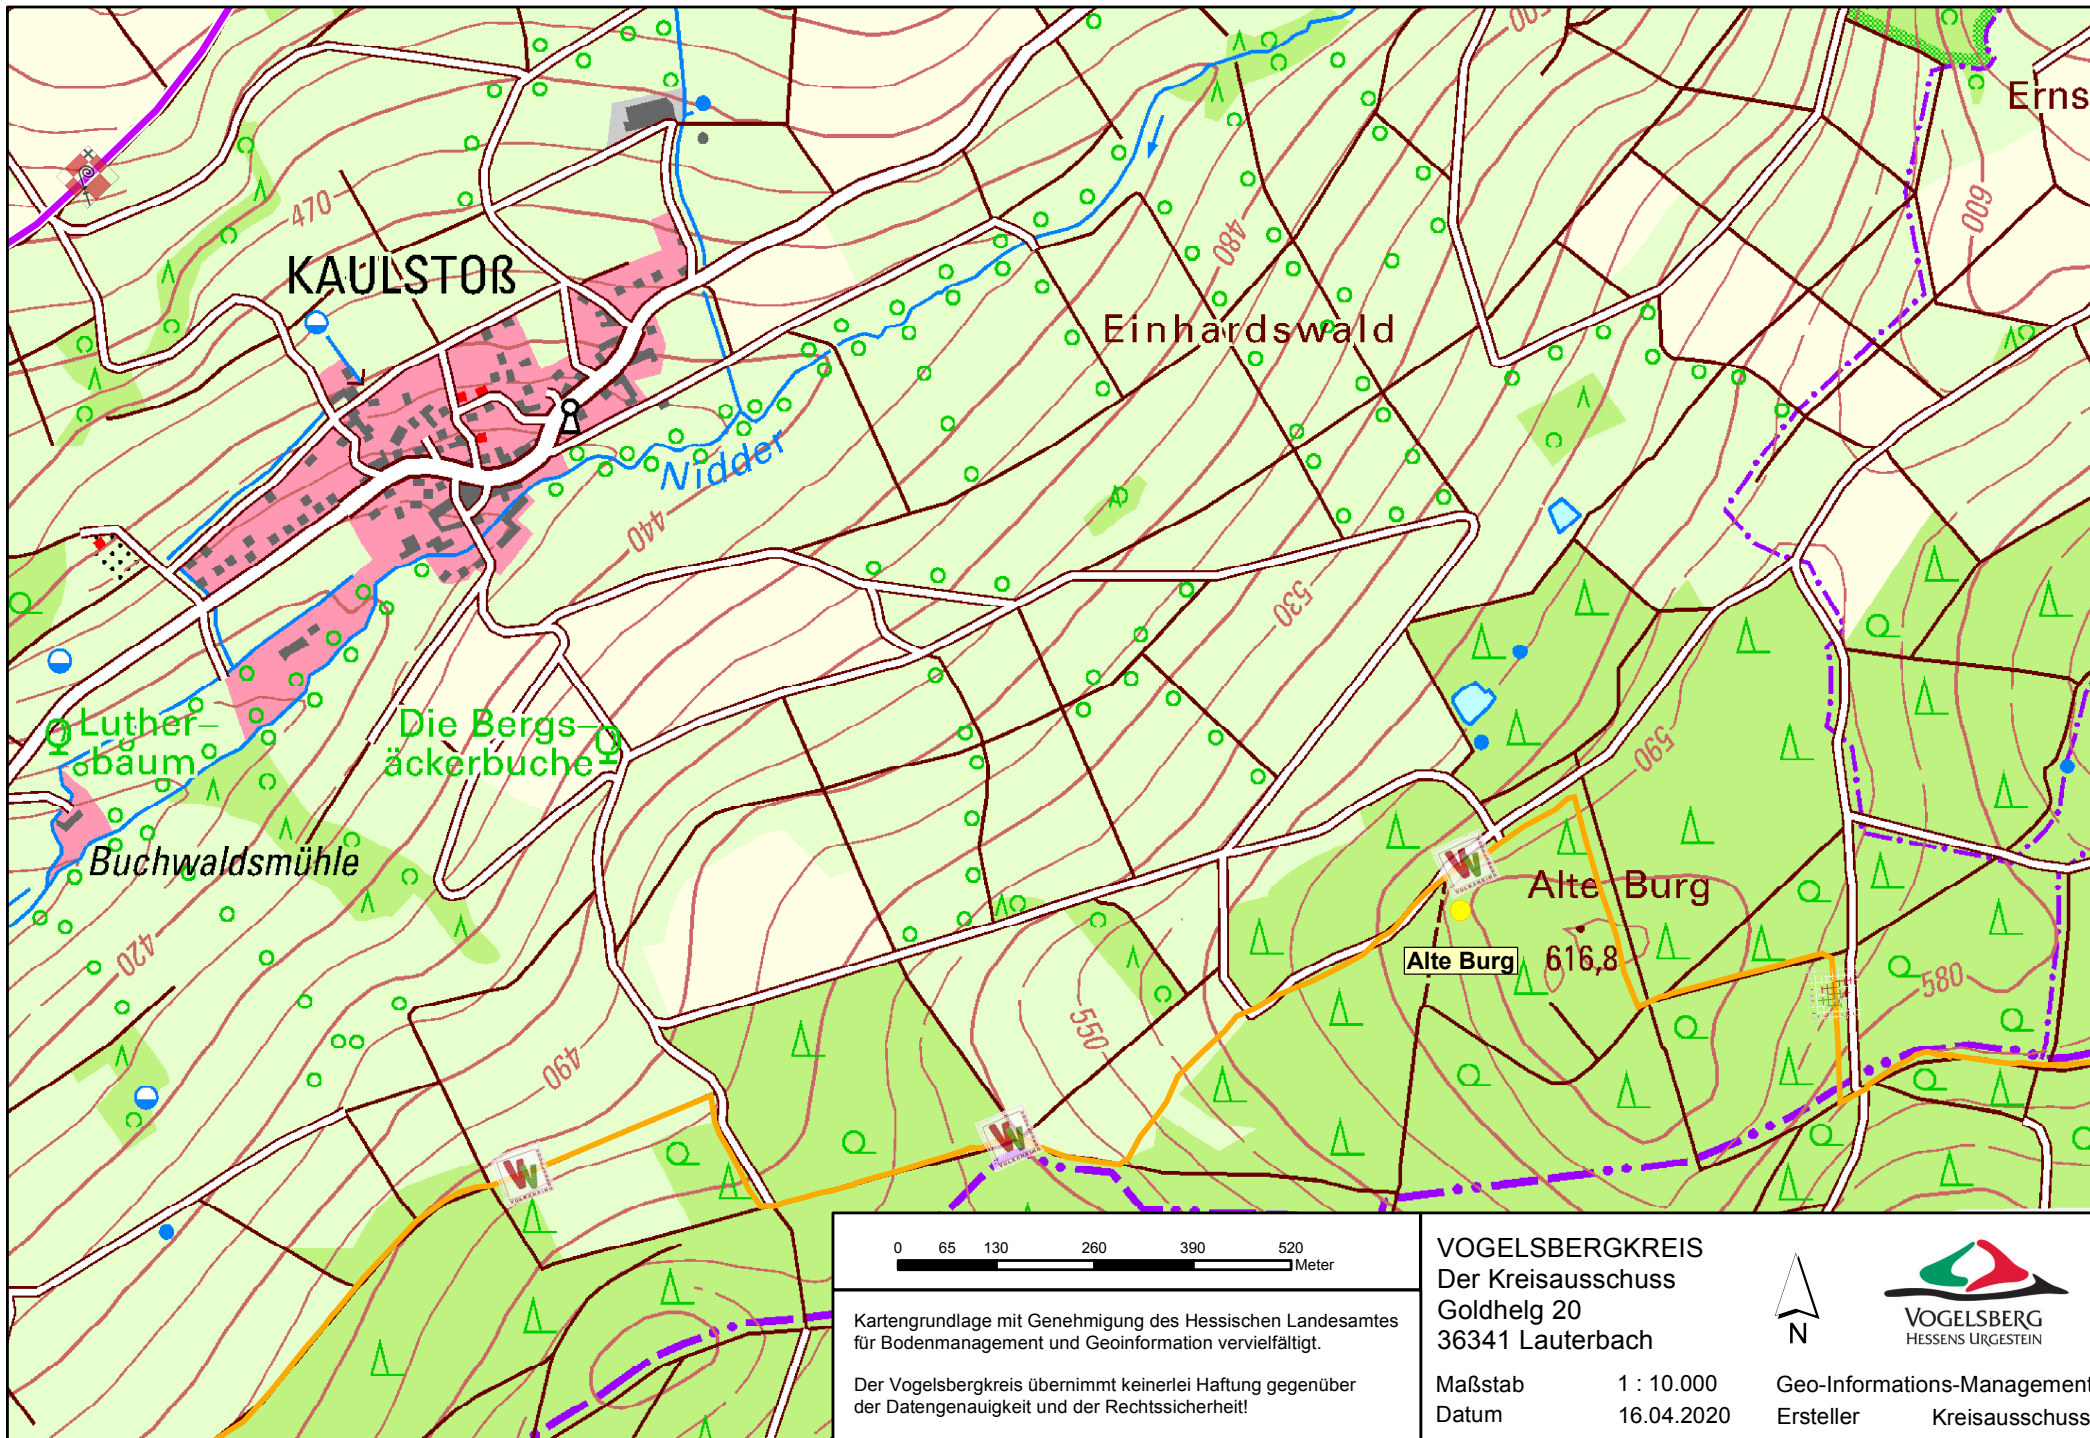 500
Erns
470
KAULSTOß
480
600
Einhardswald
Nidder
440
530
Luther-
baum
Die Bergs-
äckerbuche
590
Buchwaldsmühle
Alte Burg
420
Alte Burg
616,8
580
550
490
VULKANRING
VULKANRING
VULKANRING
0 65 130 260 390 520
Meter
Kartengrundlage mit Genehmigung des Hessischen Landesamtes
für Bodenmanagement und Geoinformation vervielfältigt.
Der Vogelsbergkreis übernimmt keinerlei Haftung gegenüber
der Datengenauigkeit und der Rechtssicherheit!
VOGELSBERGKREIS
Der Kreisausschuss
Goldhelg 20
36341 Lauterbach
N
VOGELSBERG
HESSENS URGESTEIN
Maßstab 1 : 10.000 Geo-Informations-Management
Datum 16.04.2020 Ersteller Kreisausschuss